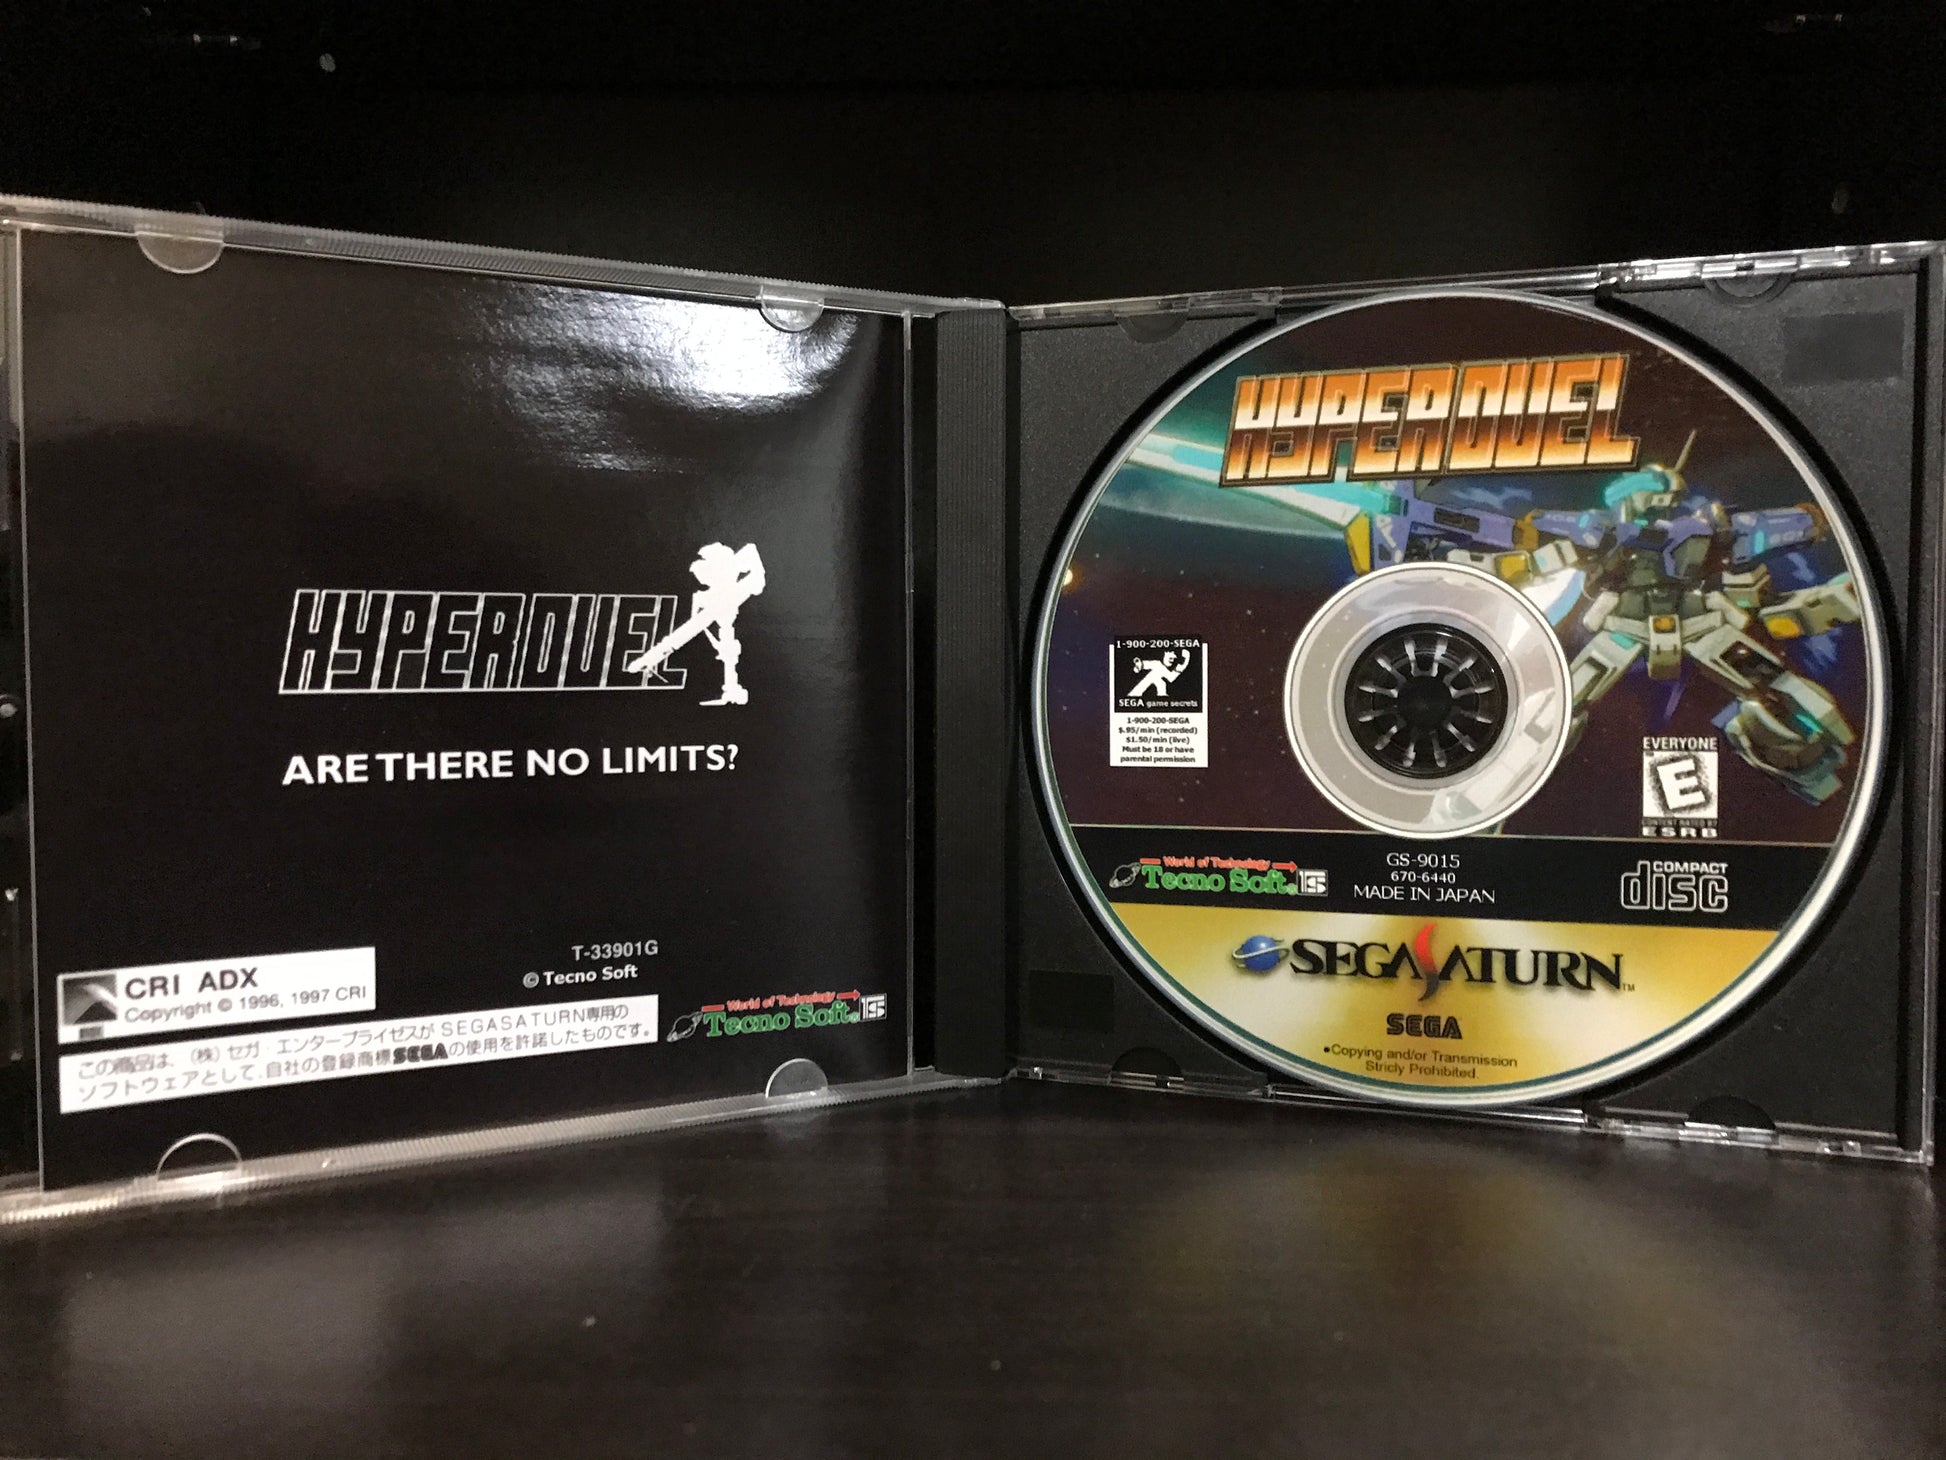 HYPERDUEL
ARE THERE NO LIMITS?
T-33901G
© Tecno Soft
CRI ADX
Copyright © 1996, 1997 CRI
World of Technology
Tecno Soft®
この商品は、(株)セガ・エンタープライゼスがSEGASATURN専用の
ソフトウェアとして、自社の登録商標SEGAの使用を許諾したものです。
HYPERDUEL
1-900-200-SEGA
SEGA game secrets
1-900-200-SEGA
$.95/min (recorded)
$1.50/min (live)
Must be 18 or have
parental permission
EVERYONE
E
CONTENT RATED BY
ESRB
World of Technology
Tecno Soft®
GS-9015
670-6440
MADE IN JAPAN
COMPACT
disc
SEGA SATURN™
SEGA
•Copying and/or Transmission
Stricly Prohibited.